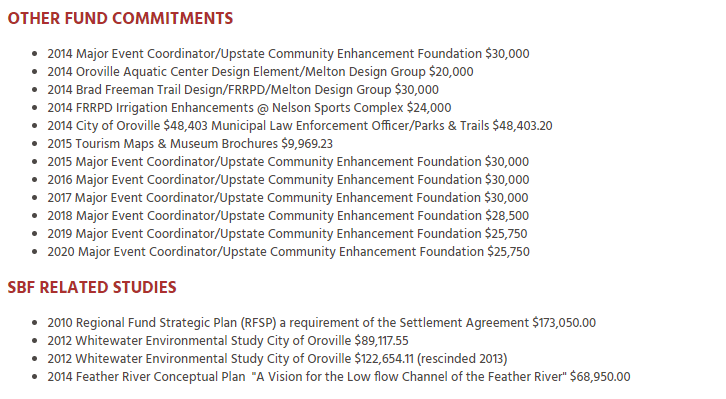 OTHER FUND COMMITMENTS
• 2014 Major Event Coordinator/Upstate Community Enhancement Foundation $30,000
• 2014 Oroville Aquatic Center Design Element/Melton Design Group $20,000
• 2014 Brad Freeman Trail Design/FRRPD/Melton Design Group $30,000
• 2014 FRRPD Irrigation Enhancements @ Nelson Sports Complex $24,000
• 2014 City of Oroville $48,403 Municipal Law Enforcement Officer/Parks & Trails $48,403.20
• 2015 Tourism Maps & Museum Brochures $9,969.23
• 2015 Major Event Coordinator/Upstate Community Enhancement Foundation $30,000
• 2016 Major Event Coordinator/Upstate Community Enhancement Foundation $30,000
• 2017 Major Event Coordinator/Upstate Community Enhancement Foundation $30,000
• 2018 Major Event Coordinator/Upstate Community Enhancement Foundation $28,500
• 2019 Major Event Coordinator/Upstate Community Enhancement Foundation $25,750
• 2020 Major Event Coordinator/Upstate Community Enhancement Foundation $25,750
SBF RELATED STUDIES
• 2010 Regional Fund Strategic Plan (RFSP) a requirement of the Settlement Agreement $173,050.00
• 2012 Whitewater Environmental Study City of Oroville $89,117.55
• 2012 Whitewater Environmental Study City of Oroville $122,654.11 (rescinded 2013)
• 2014 Feather River Conceptual Plan "A Vision for the Low flow Channel of the Feather River" $68,950.00